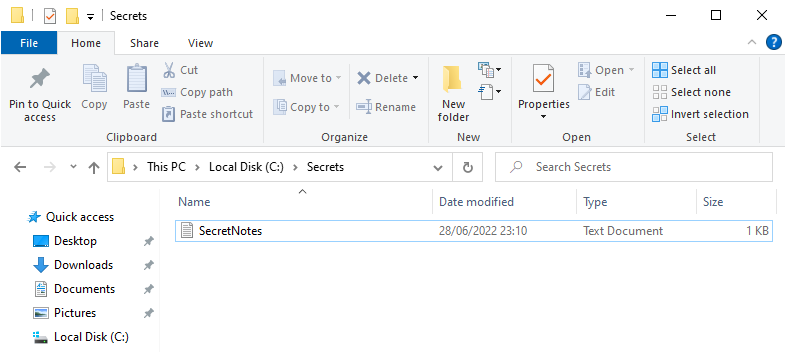 Secrets
File Home Share View
Pin to Quick access
Copy
Paste
Cut
Copy path
Paste shortcut
Clipboard
Move to
Copy to
Delete
Rename
Organize
New folder
New
Properties
Open
Edit
Open
Select all
Select none
Invert selection
Select
This PC > Local Disk (C:) > Secrets
Search Secrets
Name Date modified Type Size
SecretNotes 28/06/2022 23:10 Text Document 1 KB
Quick access
Desktop
Downloads
Documents
Pictures
Local Disk (C:)